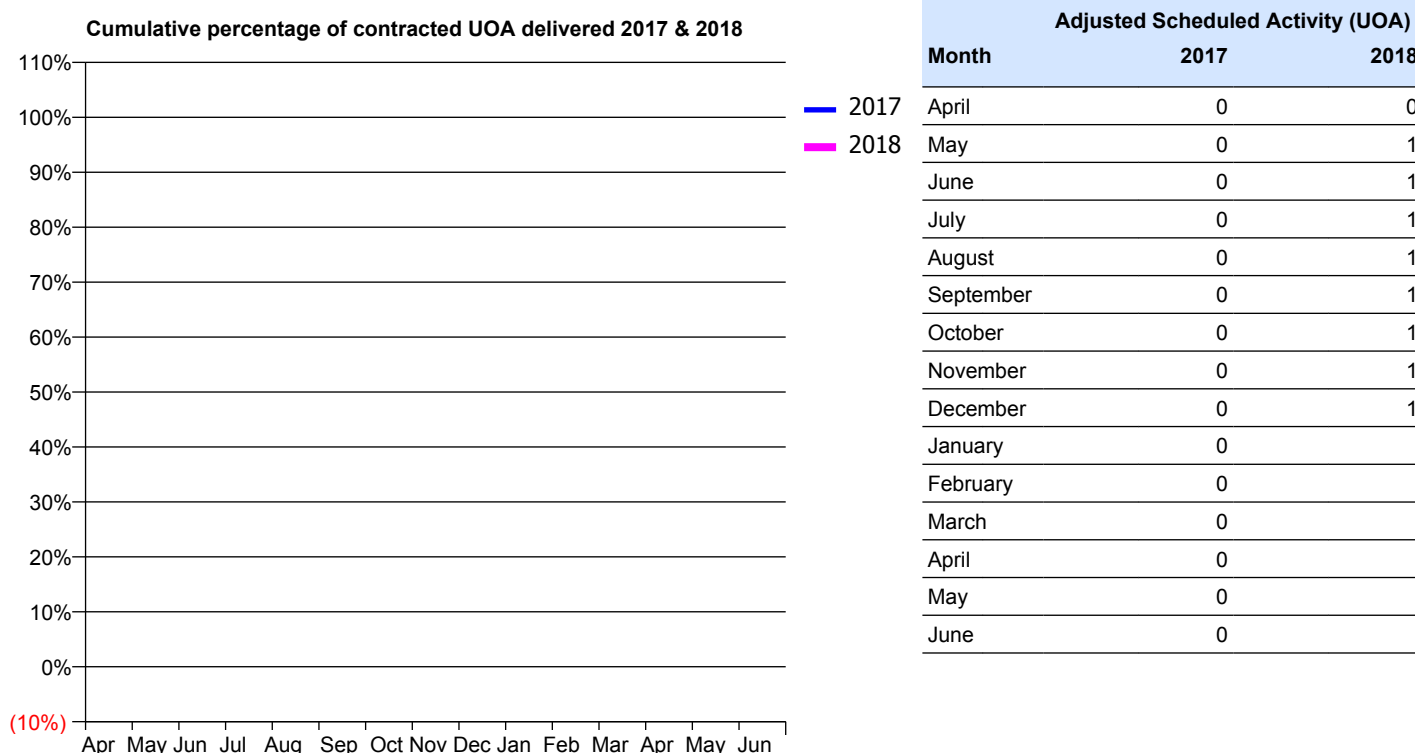 Cumulative percentage of contracted UOA delivered 2017 & 2018
110%
100%
90%
80%
70%
60%
50%
40%
30%
20%
10%
0%
(10%)
Apr May Jun Jul Aug Sep Oct Nov Dec Jan Feb Mar Apr May Jun
2017
2018
Adjusted Scheduled Activity (UOA)
Month 2017 2018
April 0 0
May 0 1
June 0 1
July 0 1
August 0 1
September 0 1
October 0 1
November 0 1
December 0 1
January 0
February 0
March 0
April 0
May 0
June 0